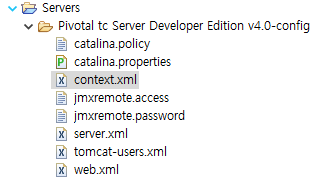 Servers
Pivotal tc Server Developer Edition v4.0-config
catalina.policy
catalina.properties
context.xml
jmxremote.access
jmxremote.password
server.xml
tomcat-users.xml
web.xml